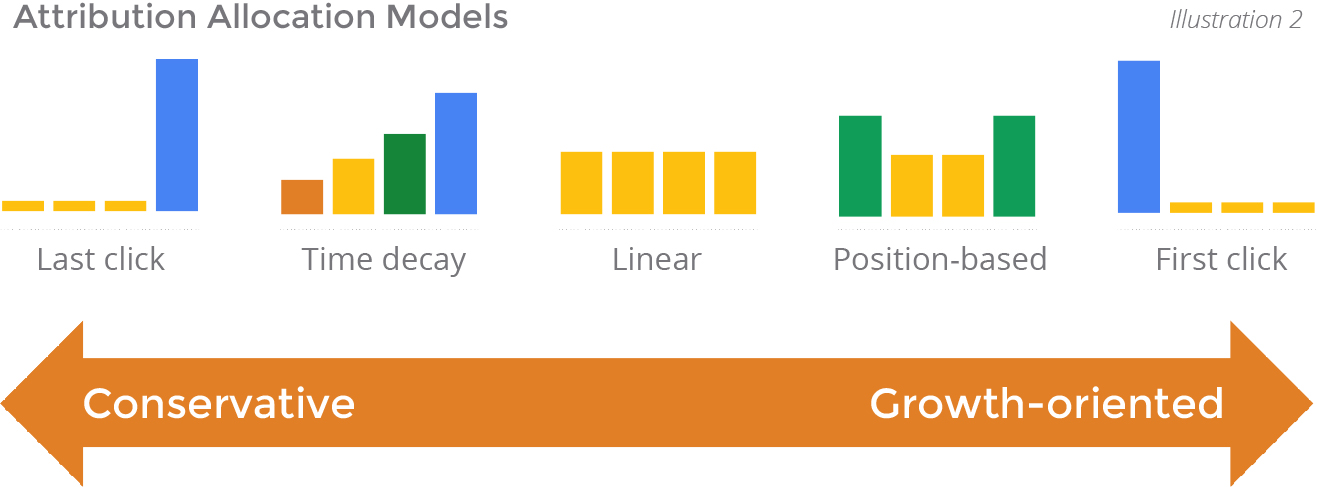 Attribution Allocation Models
Illustration 2
Last click
Time decay
Linear
Position-based
First click
Conservative
Growth-oriented